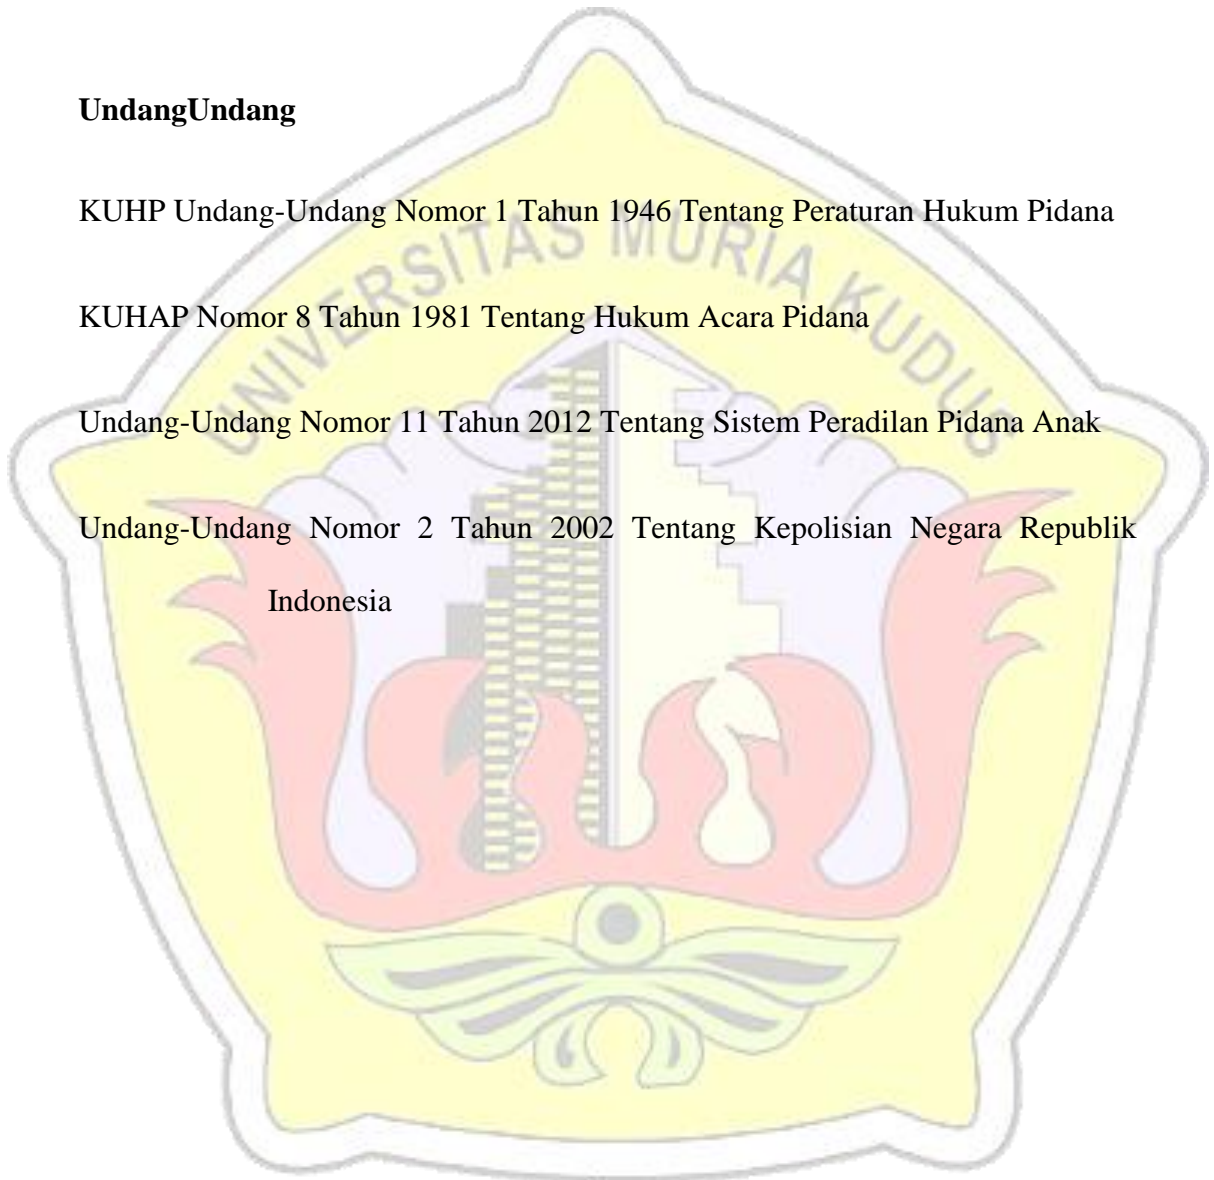 UndangUndang
KUHP Undang-Undang Nomor 1 Tahun 1946 Tentang Peraturan Hukum Pidana
UNIVERSITAS MURIA KUDUS
KUHAP Nomor 8 Tahun 1981 Tentang Hukum Acara Pidana
Undang-Undang Nomor 11 Tahun 2012 Tentang Sistem Peradilan Pidana Anak
Undang-Undang Nomor 2 Tahun 2002 Tentang Kepolisian Negara Republik
Indonesia